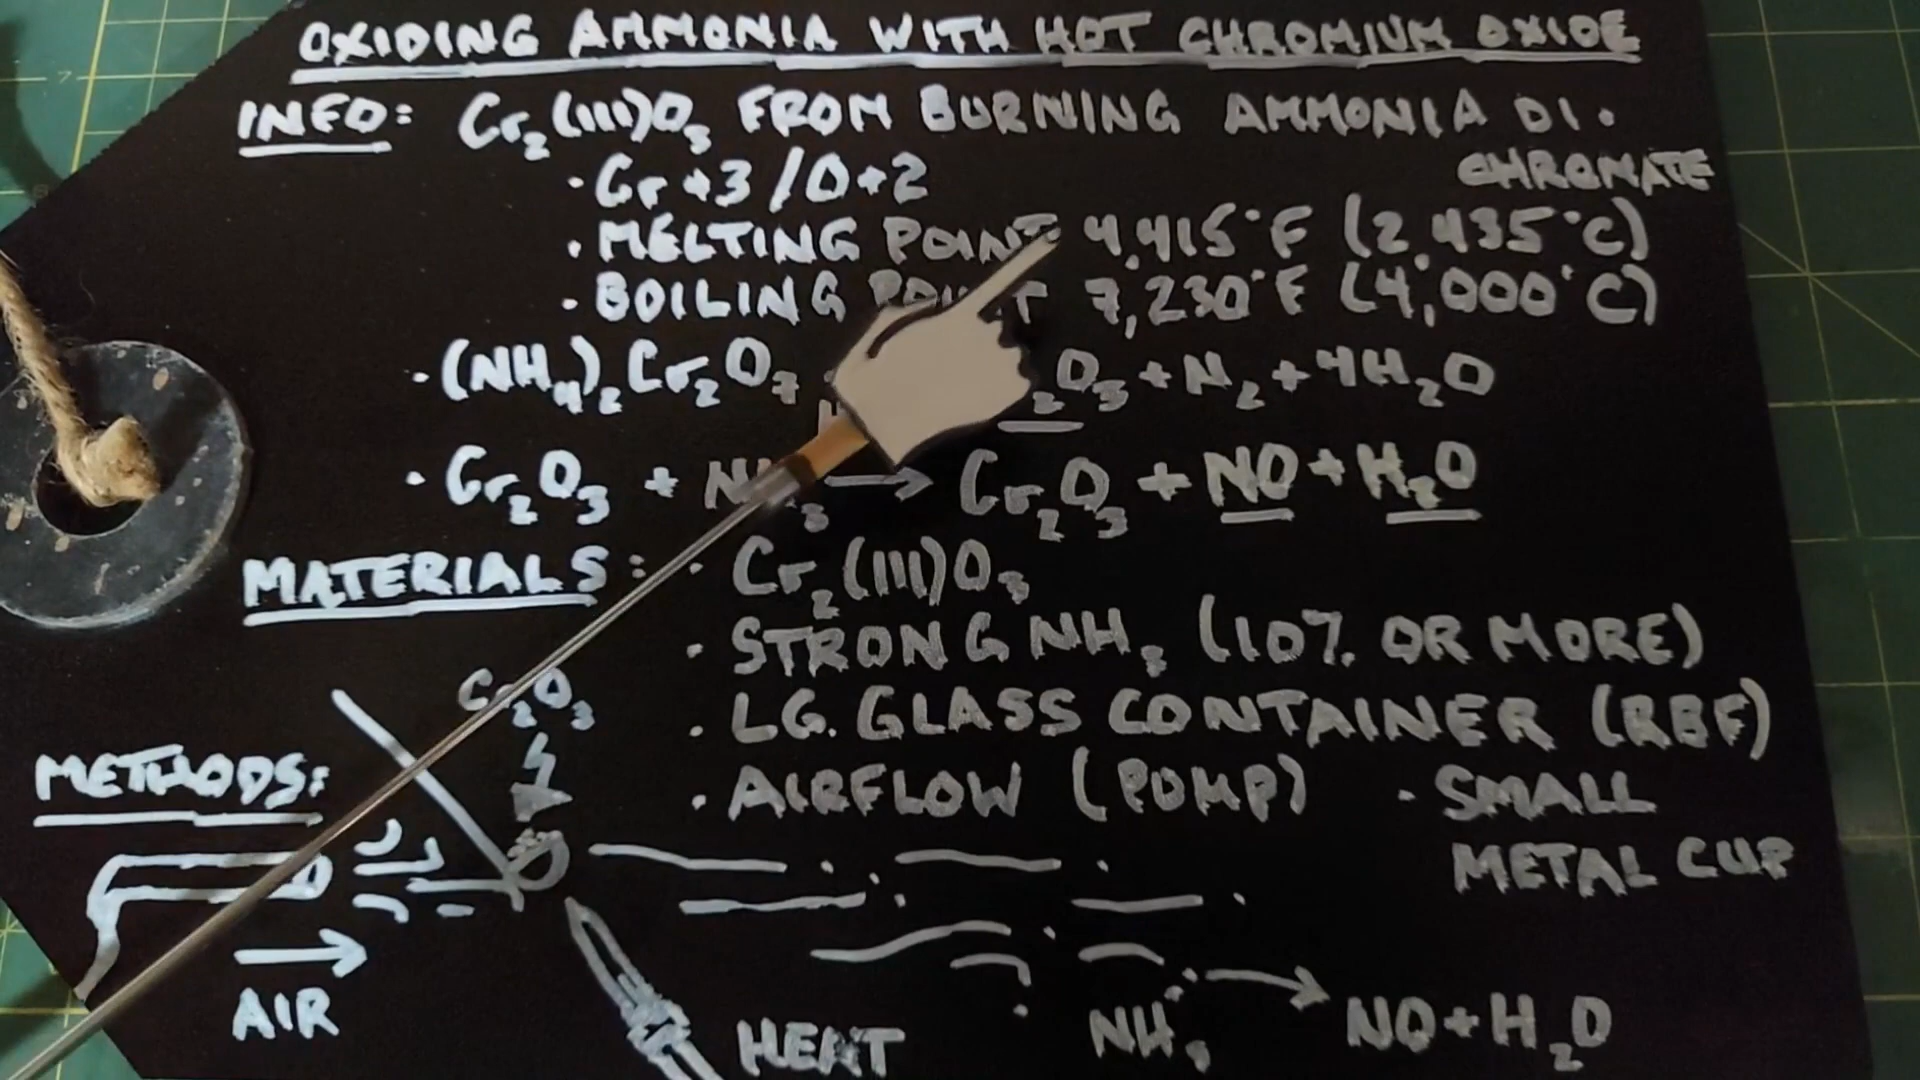 OXIDING AMMONIA WITH HOT CHROMIUM OXIDE
INFO: Cr₂(III)O₃ FROM BURNING AMMONIA DI.
CHROMATE
· Cr +3 / O +2
· MELTING POINT 4,415°F (2,435°C)
· BOILING POINT 7,230°F (4,000°C)
· (NH₄)₂Cr₂O₇ ₂O₃ + N₂ + 4H₂O
· Cr₂O₃ + N ₃ → Cr₂O₃ + NO + H₂O
MATERIALS: · Cr₂(III)O₃
· STRONG NH₃ (10% OR MORE)
· LG. GLASS CONTAINER (RBF)
· AIRFLOW (PUMP) · SMALL
METAL CUP
METHODS:
Cr₂O₃
AIR
HEAT
NH₃
NO + H₂O